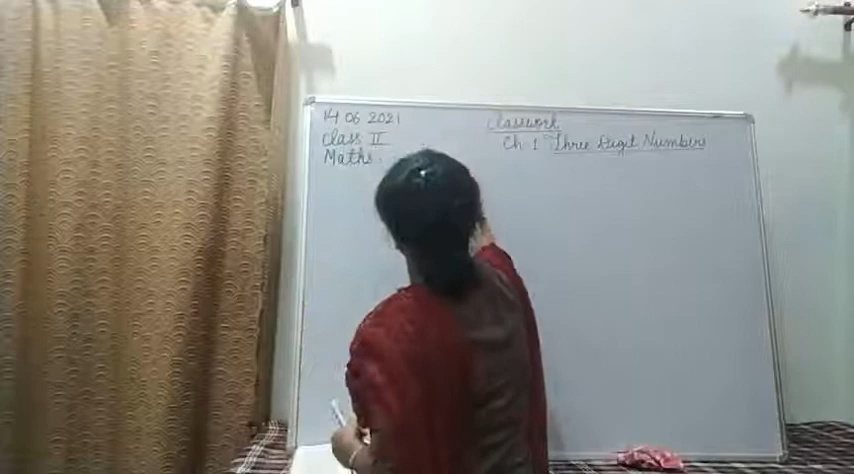 14 06 2021
Class II
Maths.
Classwork
Ch 1 Three Digit Numbers